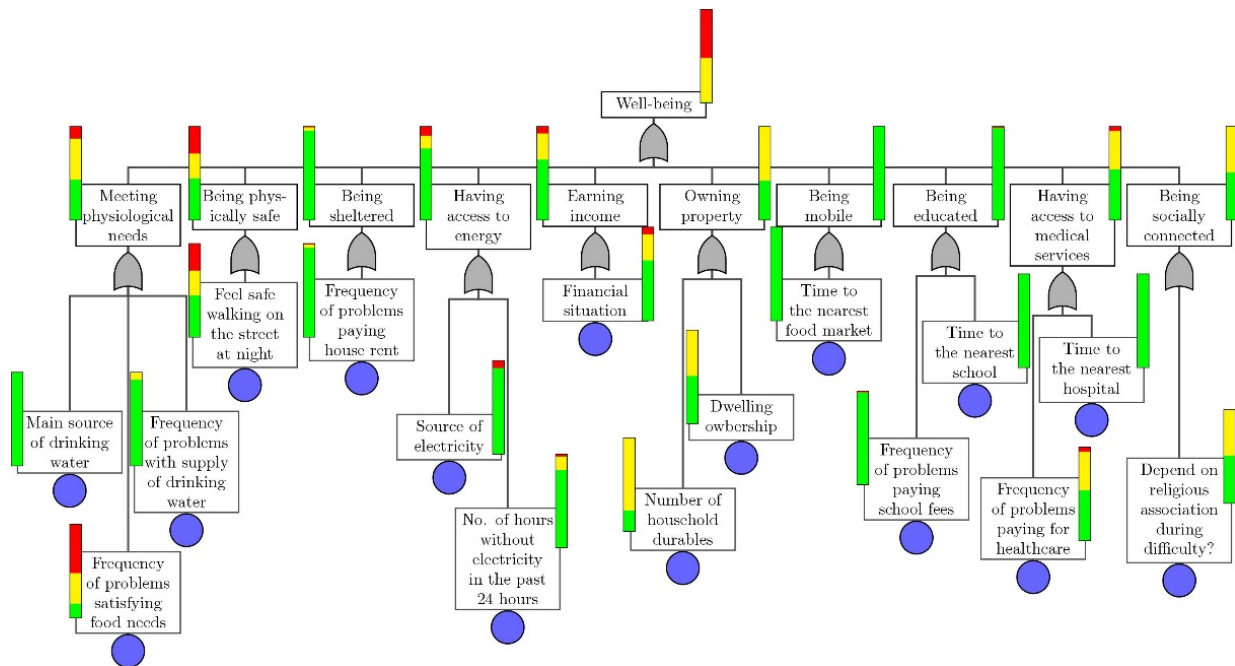 Well-being
Meeting
physiological
needs
Being phys-
ically safe
Being
sheltered
Having
access to
energy
Earning
income
Owning
property
Being
mobile
Being
educated
Having
access to
medical
services
Being
socially
connected
Feel safe
walking on
the street
at night
Frequency
of problems
paying
house rent
Financial
situation
Time to
the nearest
food market
Time to
the nearest
school
Time to
the nearest
hospital
Main source
of drinking
water
Frequency
of problems
with supply
of drinking
water
Source of
electricity
Dwelling
owbership
Frequency
of problems
paying
school fees
Depend on
religious
association
during
difficulty?
Frequency
of problems
satisfying
food needs
No. of hours
without
electricity
in the past
24 hours
Number of
household
durables
Frequency
of problems
paying for
healthcare